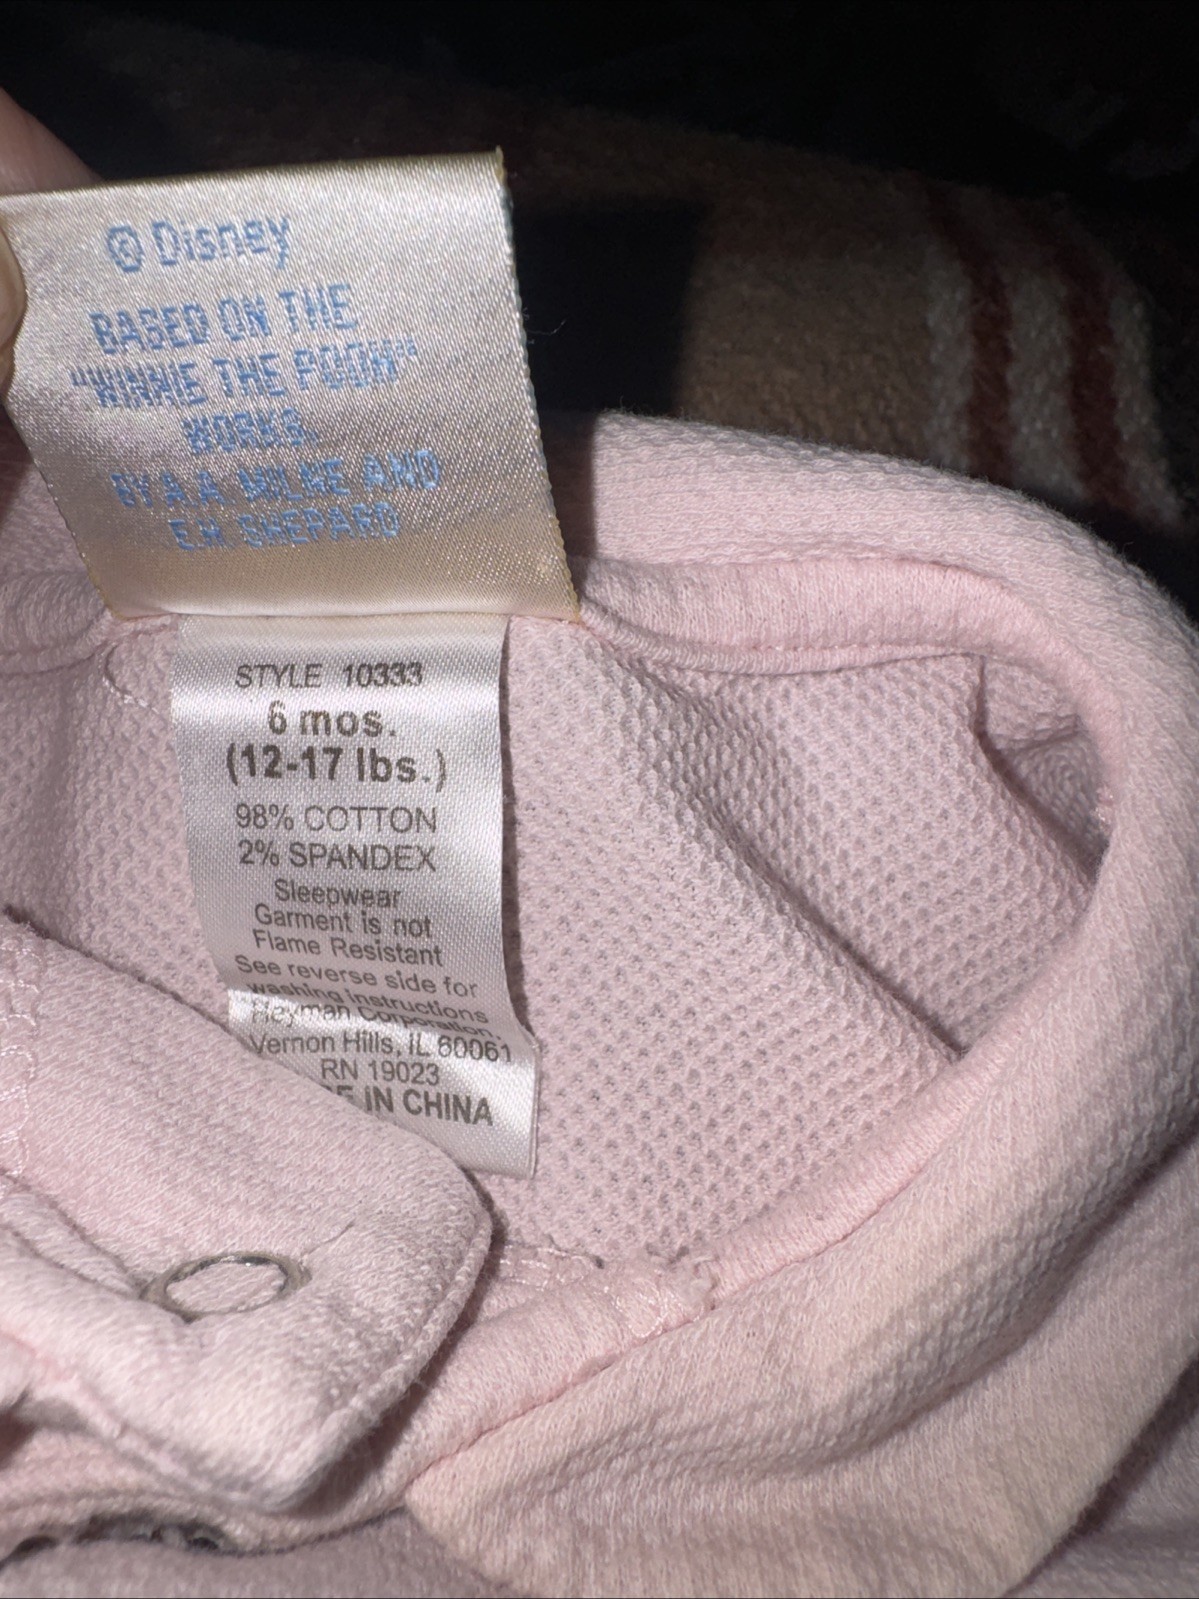 © Disney
BASED ON THE
"WINNIE THE POOH"
WORKS,
BY A.A. MILNE AND
E.H. SHEPARD
STYLE 10333
6 mos.
(12-17 lbs.)
98% COTTON
2% SPANDEX
Sleepwear
Garment is not
Flame Resistant
See reverse side for
washing instructions
Heyman Corporation,
Vernon Hills, IL 60061
RN 19023
E IN CHINA